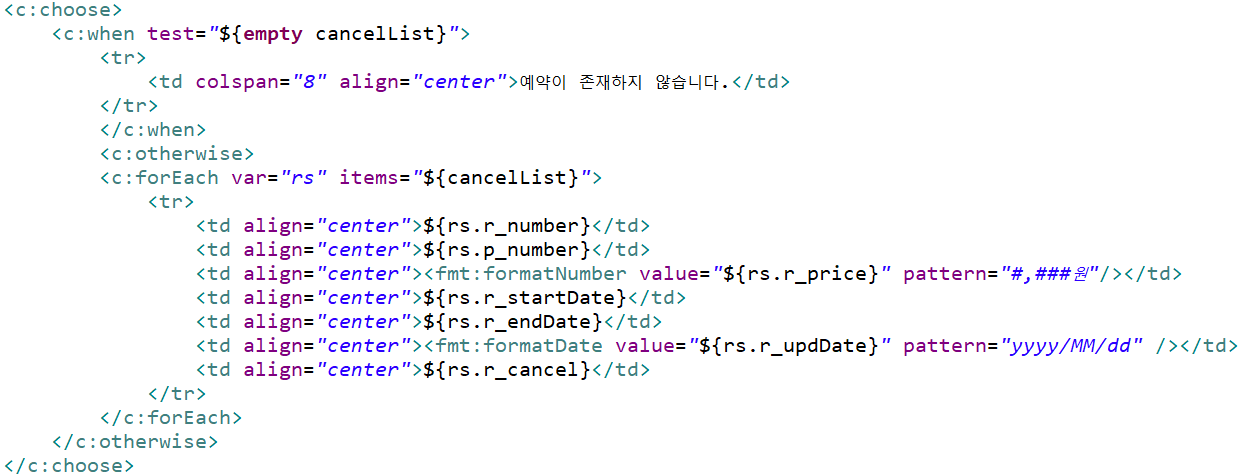 <c:choose>
    <c:when test="${empty cancelList}">
        <tr>
            <td colspan="8" align="center">예약이 존재하지 않습니다.</td>
        </tr>
        </c:when>
        <c:otherwise>
        <c:forEach var="rs" items="${cancelList}">
            <tr>
                <td align="center">${rs.r_number}</td>
                <td align="center">${rs.p_number}</td>
                <td align="center"><fmt:formatNumber value="${rs.r_price}" pattern="#,###원"/></td>
                <td align="center">${rs.r_startDate}</td>
                <td align="center">${rs.r_endDate}</td>
                <td align="center"><fmt:formatDate value="${rs.r_updDate}" pattern="yyyy/MM/dd" /></td>
                <td align="center">${rs.r_cancel}</td>
            </tr>
        </c:forEach>
    </c:otherwise>
</c:choose>